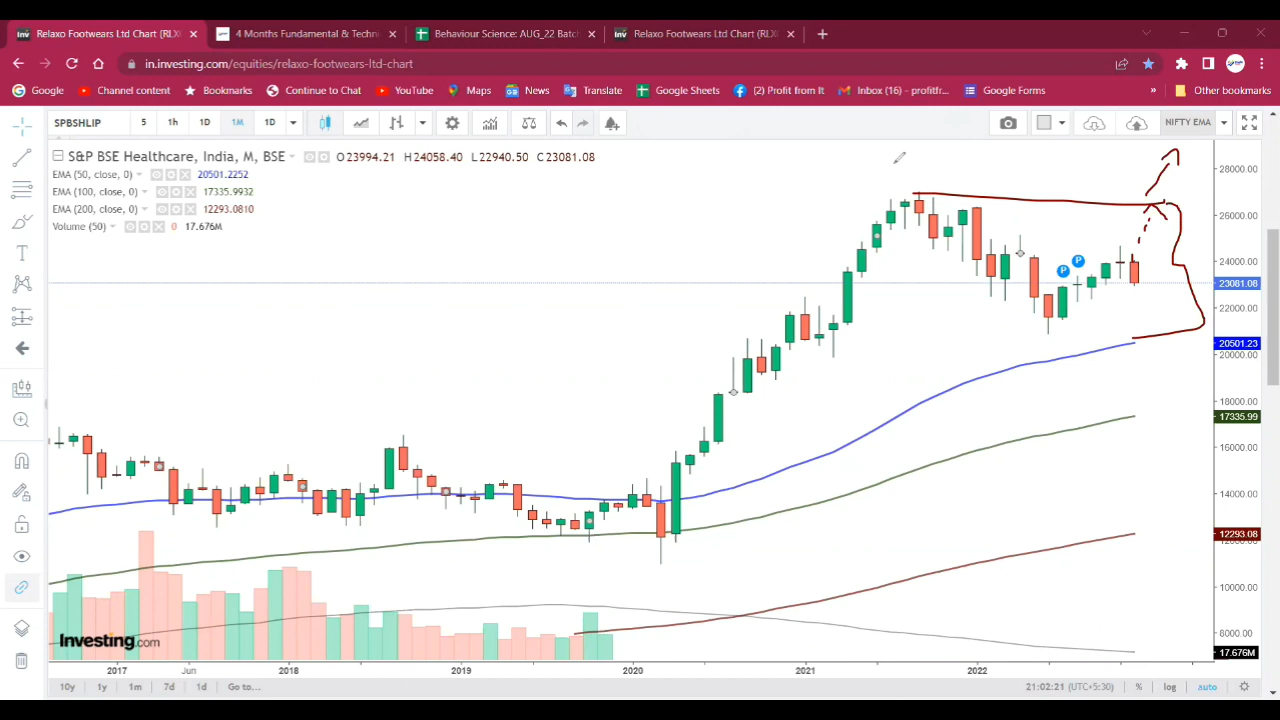 Relaxo Footwears Ltd Chart (RLX
4 Months Fundamental & Techni
Behaviour Science: AUG_22 Batch
Relaxo Footwears Ltd Chart (RLX
in.investing.com/equities/relaxo-footwears-ltd-chart
Google Channel content Bookmarks Continue to Chat YouTube Maps News Translate Google Sheets (2) Profit from It Inbox (16) - profitfr... Google Forms » Other bookmarks
SPBSHLIP 5 1h 1D 1M 1D NIFTY EMA
S&P BSE Healthcare, India, M, BSE O23994.21 H24058.40 L22940.50 C23081.08
EMA (50, close, 0) 20501.2252
EMA (100, close, 0) 17335.9932
EMA (200, close, 0) 12293.0810
Volume (50) 0 17.676M
28000.00
26000.00
24000.00
P P
23081.08
22000.00
20501.23
20000.00
18000.00
17335.99
16000.00
14000.00
12293.08
12000.00
10000.00
8000.00
17.676M
Investing.com
2017 Jun 2018 2019 2020 2021 2022
10y 1y 1m 7d 1d Go to... 21:02:21 (UTC+5:30) % log auto